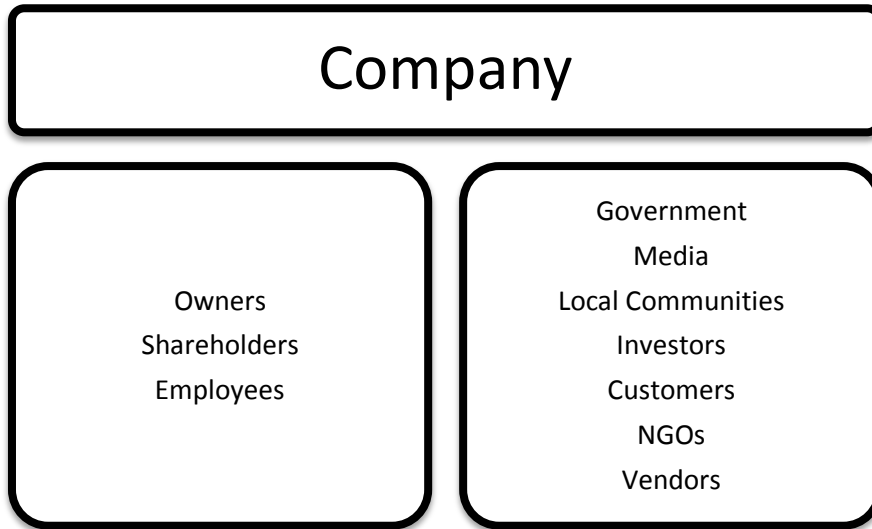 Company
Owners
Shareholders
Employees
Government
Media
Local Communities
Investors
Customers
NGOs
Vendors